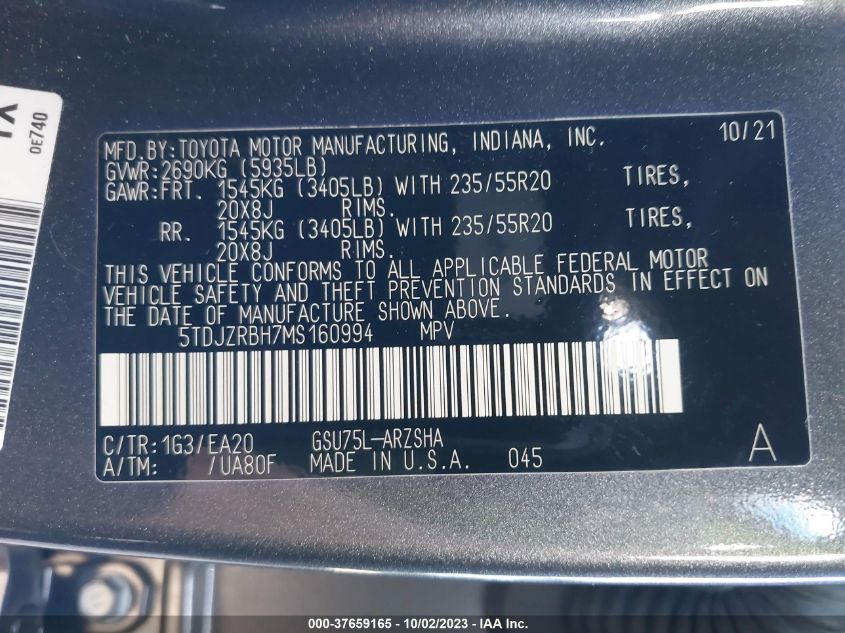 0E740
MFD.BY:TOYOTA MOTOR MANUFACTURING, INDIANA, INC. 10/21
GVWR:2690KG (5935LB)
GAWR:FRT. 1545KG (3405LB) WITH 235/55R20 TIRES,
20X8J RIMS.
RR. 1545KG (3405LB) WITH 235/55R20 TIRES,
20X8J RIMS.
THIS VEHICLE CONFORMS TO ALL APPLICABLE FEDERAL MOTOR
VEHICLE SAFETY AND THEFT PREVENTION STANDARDS IN EFFECT ON
THE DATE OF MANUFACTURE SHOWN ABOVE.
5TDJZRBH7MS160994 MPV
C/TR:1G3/EA20 GSU75L-ARZSHA
A/TM: /UA80F MADE IN U.S.A. 045 A
000-37659165 - 10/02/2023 - IAA Inc.